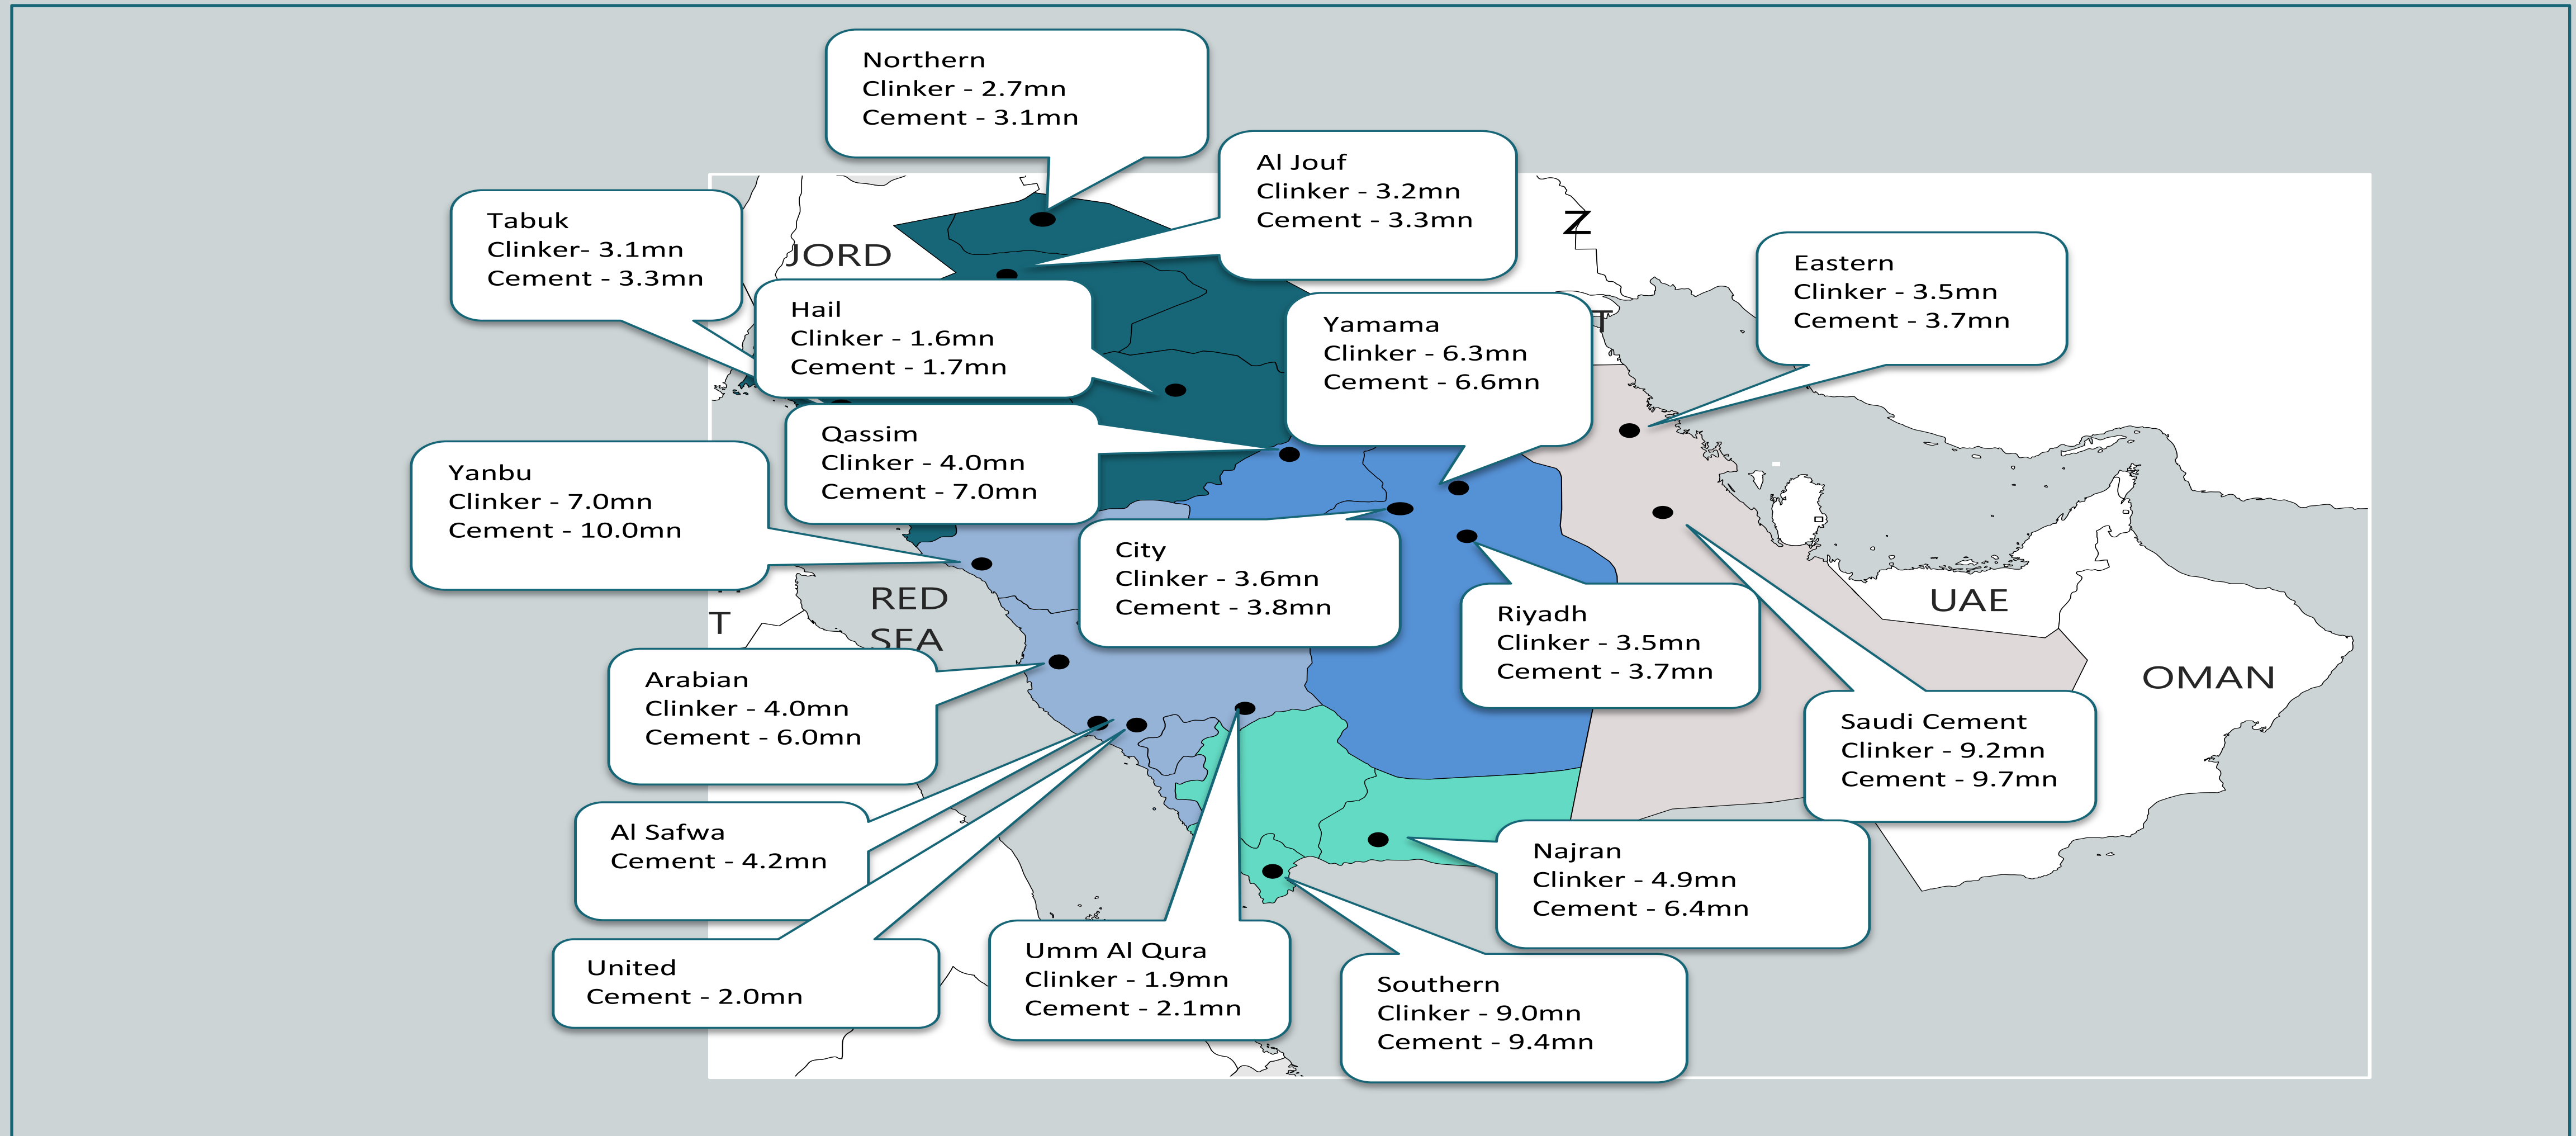 Northern
Clinker - 2.7mn
Cement - 3.1mn
Al Jouf
Clinker - 3.2mn
Cement - 3.3mn
Tabuk
Clinker- 3.1mn
Cement - 3.3mn
JORD
Z
Eastern
Clinker - 3.5mn
Cement - 3.7mn
Hail
Clinker - 1.6mn
Cement - 1.7mn
Yamama
Clinker - 6.3mn
Cement - 6.6mn
T
Qassim
Clinker - 4.0mn
Cement - 7.0mn
Yanbu
Clinker - 7.0mn
Cement - 10.0mn
City
Clinker - 3.6mn
Cement - 3.8mn
RED
SEA
T
Riyadh
Clinker - 3.5mn
Cement - 3.7mn
UAE
OMAN
Arabian
Clinker - 4.0mn
Cement - 6.0mn
Saudi Cement
Clinker - 9.2mn
Cement - 9.7mn
Al Safwa
Cement - 4.2mn
Najran
Clinker - 4.9mn
Cement - 6.4mn
United
Cement - 2.0mn
Umm Al Qura
Clinker - 1.9mn
Cement - 2.1mn
Southern
Clinker - 9.0mn
Cement - 9.4mn